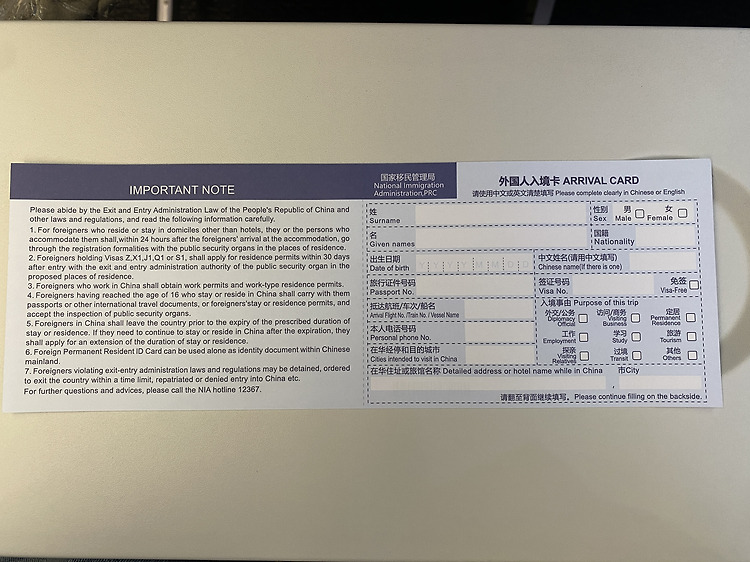 IMPORTANT NOTE
Please abide by the Exit and Entry Administration Law of the People's Republic of China and
other laws and regulations, and read the following information carefully.
1. For foreigners who reside or stay in domiciles other than hotels, they or the persons who
accommodate them shall,within 24 hours after the foreigners' arrival at the accommodation, go
through the registration formalities with the public security organs in the places of residence.
2. Foreigners holding Visas Z,X1,J1,Q1 or S1, shall apply for residence permits within 30 days
after entry with the exit and entry administration authority of the public security organ in the
proposed places of residence.
3. Foreigners who work in China shall obtain work permits and work-type residence permits.
4. Foreigners having reached the age of 16 who stay or reside in China shall carry with them
passports or other international travel documents, or foreigners'stay or residence permits, and
accept the inspection of public security organs.
5. Foreigners in China shall leave the country prior to the expiry of the prescribed duration of
stay or residence. If they need to continue to stay or reside in China after the expiration, they
shall apply for an extension of the duration of stay or residence.
6. Foreign Permanent Resident ID Card can be used alone as identity document within Chinese
mainland.
7. Foreigners violating exit-entry administration laws and regulations may be detained, ordered
to exit the country within a time limit, repatriated or denied entry into China etc.
For further questions and advices, please call the NIA hotline 12367.
国家移民管理局
National Immigration
Administration,PRC
外国人入境卡 ARRIVAL CARD
请使用中文或英文清楚填写 Please complete clearly in Chinese or English
姓
Surname
性别 男 女
Sex Male Female
名
Given names
国籍
Nationality
出生日期
Date of birth Y Y Y Y M M D D
中文姓名(请用中文填写)
Chinese name(if there is one)
旅行证件号码
Passport No.
签证号码 免签
Visa No. Visa-Free
抵达航班/车次/船名
Arrival Flight No. /Train No. / Vessel Name
入境事由 Purpose of this trip
外交/公务 访问/商务 定居
Diplomacy Visiting Permanent
Official Business Residence
本人电话号码
Personal phone No.
工作 学习 旅游
Employment Study Tourism
在华经停和目的城市
Cities intended to visit in China
探亲 过境 其他
Visiting Transit Others
Relatives
在华住址或旅馆名称 Detailed address or hotel name while in China 市City
,
请翻至背面继续填写。Please continue filling on the backside.